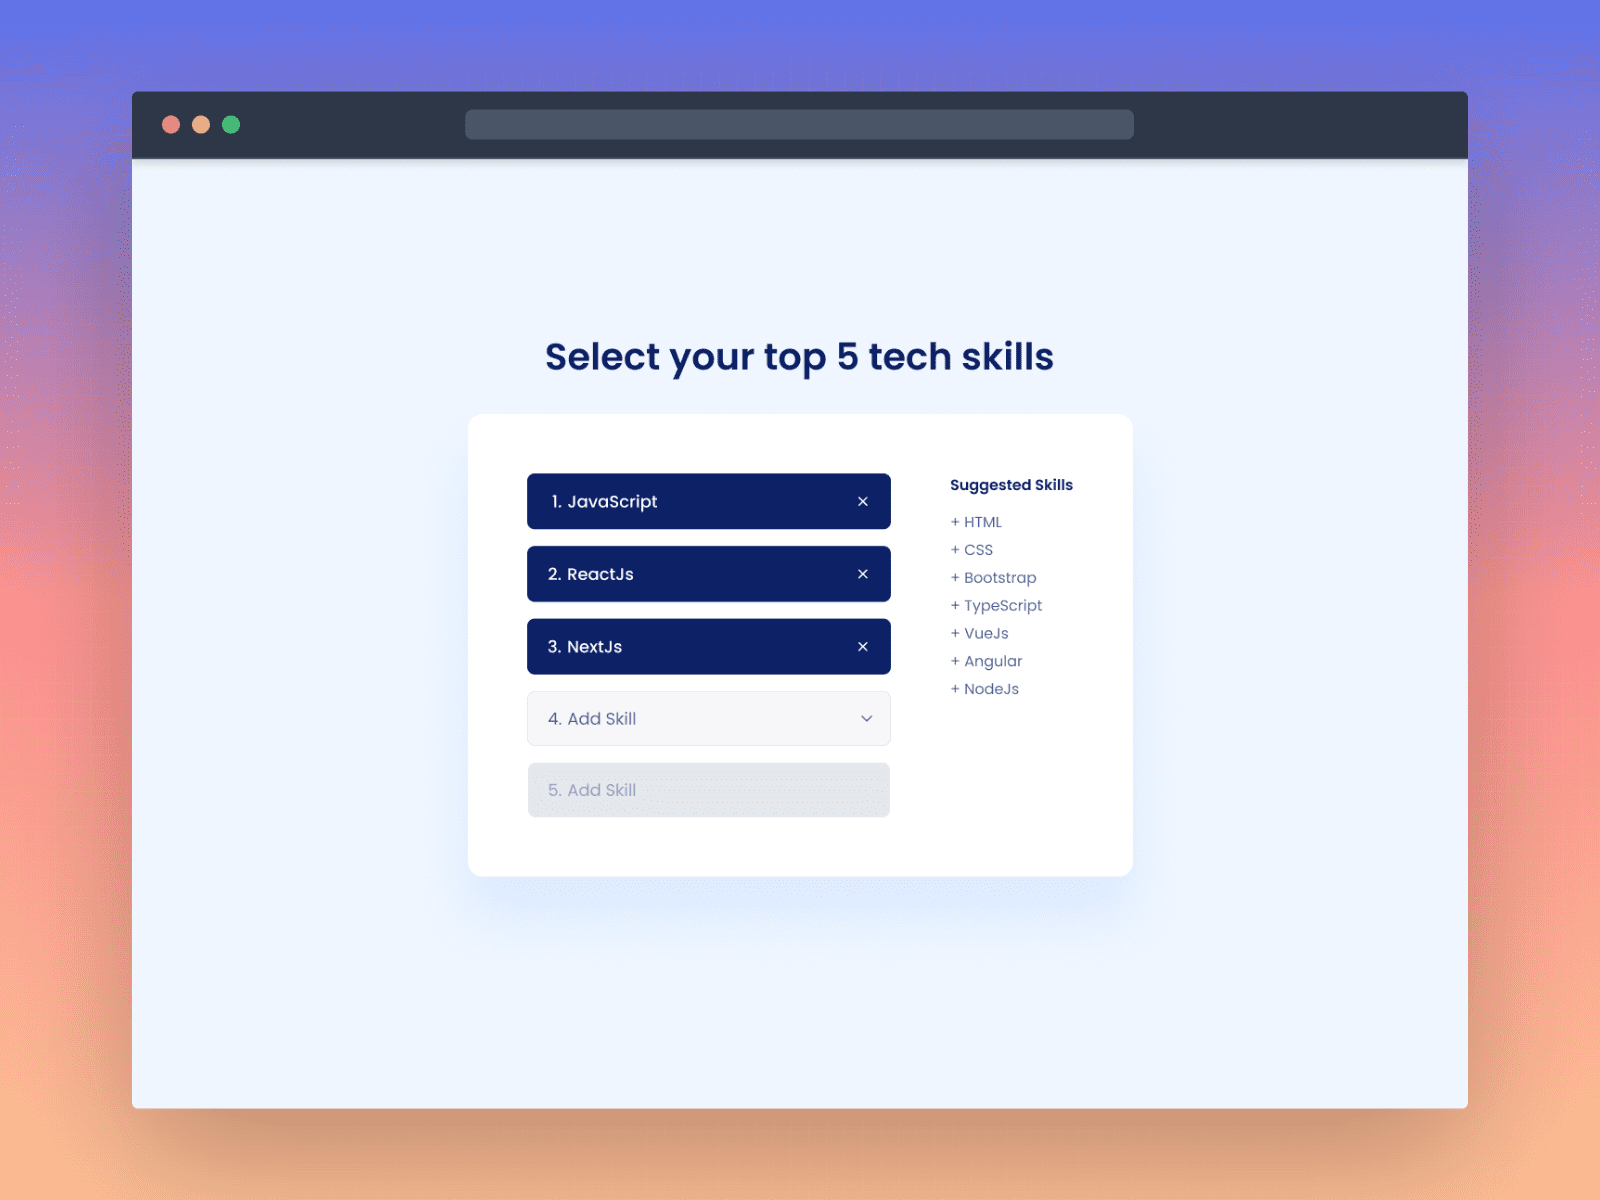 Select your top 5 tech skills
1. JavaScript
2. ReactJs
3. NextJs
4. Add Skill
5. Add Skill
Suggested Skills
+ HTML
+ CSS
+ Bootstrap
+ TypeScript
+ VueJs
+ Angular
+ NodeJs